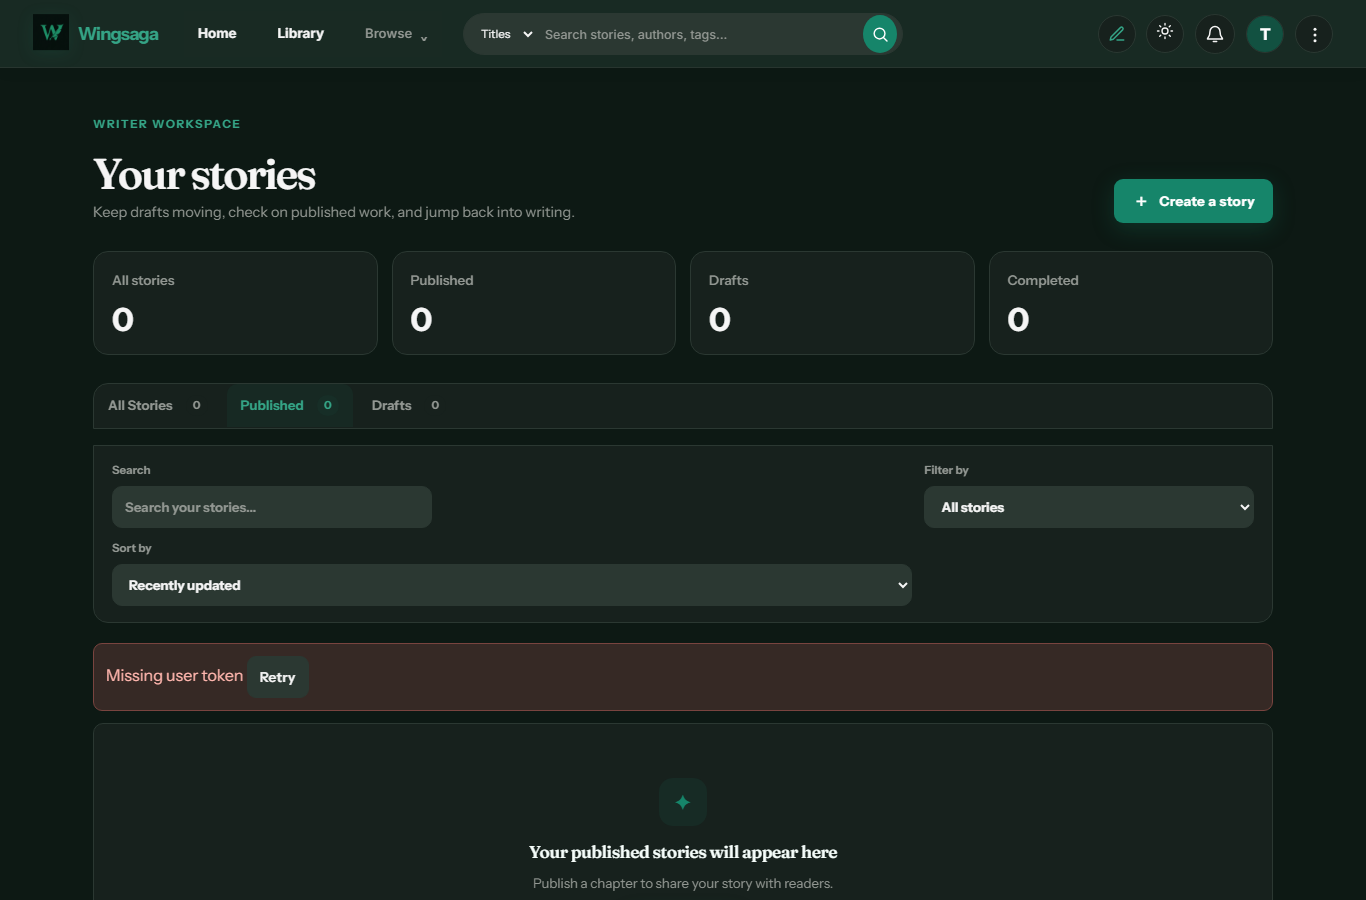 W Wingsaga Home Library Browse Titles Search stories, authors, tags... T
WRITER WORKSPACE
Your stories
Keep drafts moving, check on published work, and jump back into writing.
+ Create a story
All stories Published Drafts Completed
0 0 0 0
All Stories 0 Published 0 Drafts 0
Search Filter by
Search your stories... All stories
Sort by
Recently updated
Missing user token Retry
Your published stories will appear here
Publish a chapter to share your story with readers.